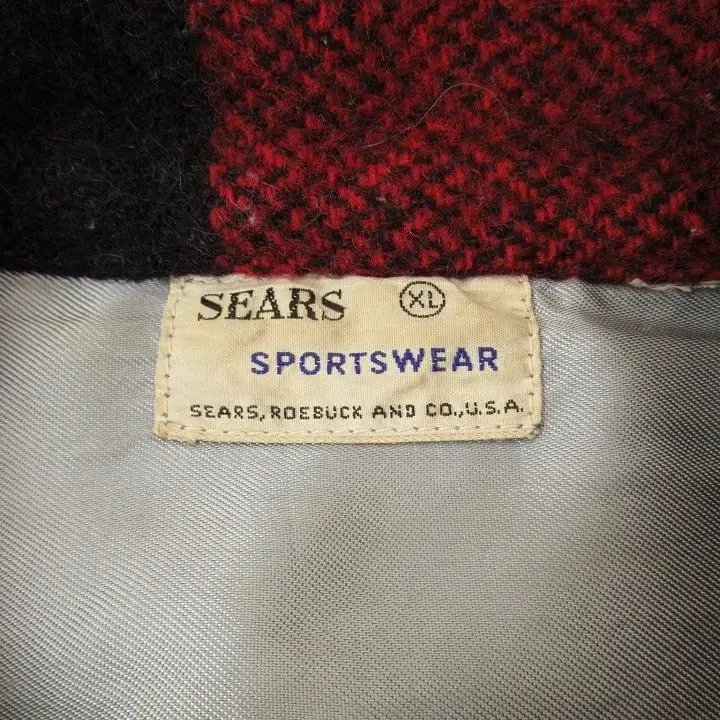 SEARS XL
SPORTSWEAR
SEARS, ROEBUCK AND CO., U.S.A.